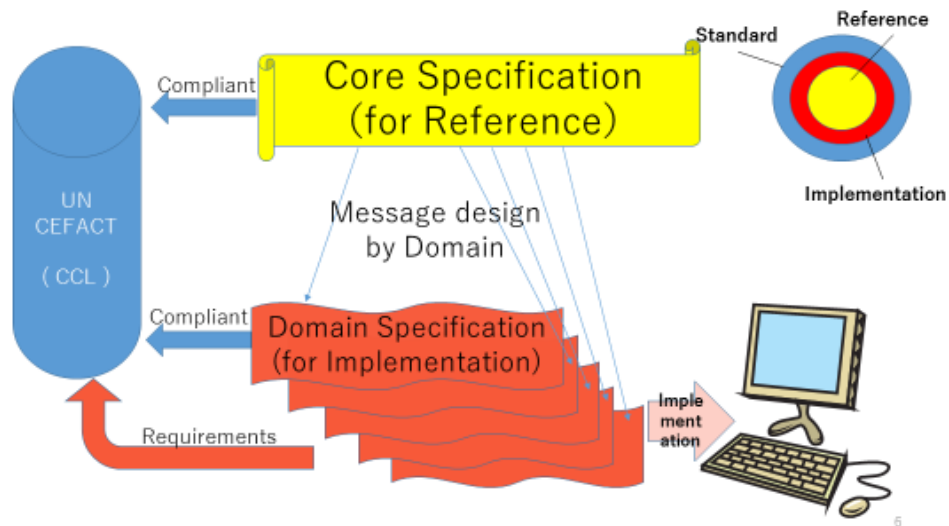 Reference
Standard
Core Specification
(for Reference)
Compliant
Implementation
UN
CEFACT
( CCL )
Message design
by Domain
Compliant
Domain Specification
(for Implementation)
Imple
ment
ation
Requirements
6